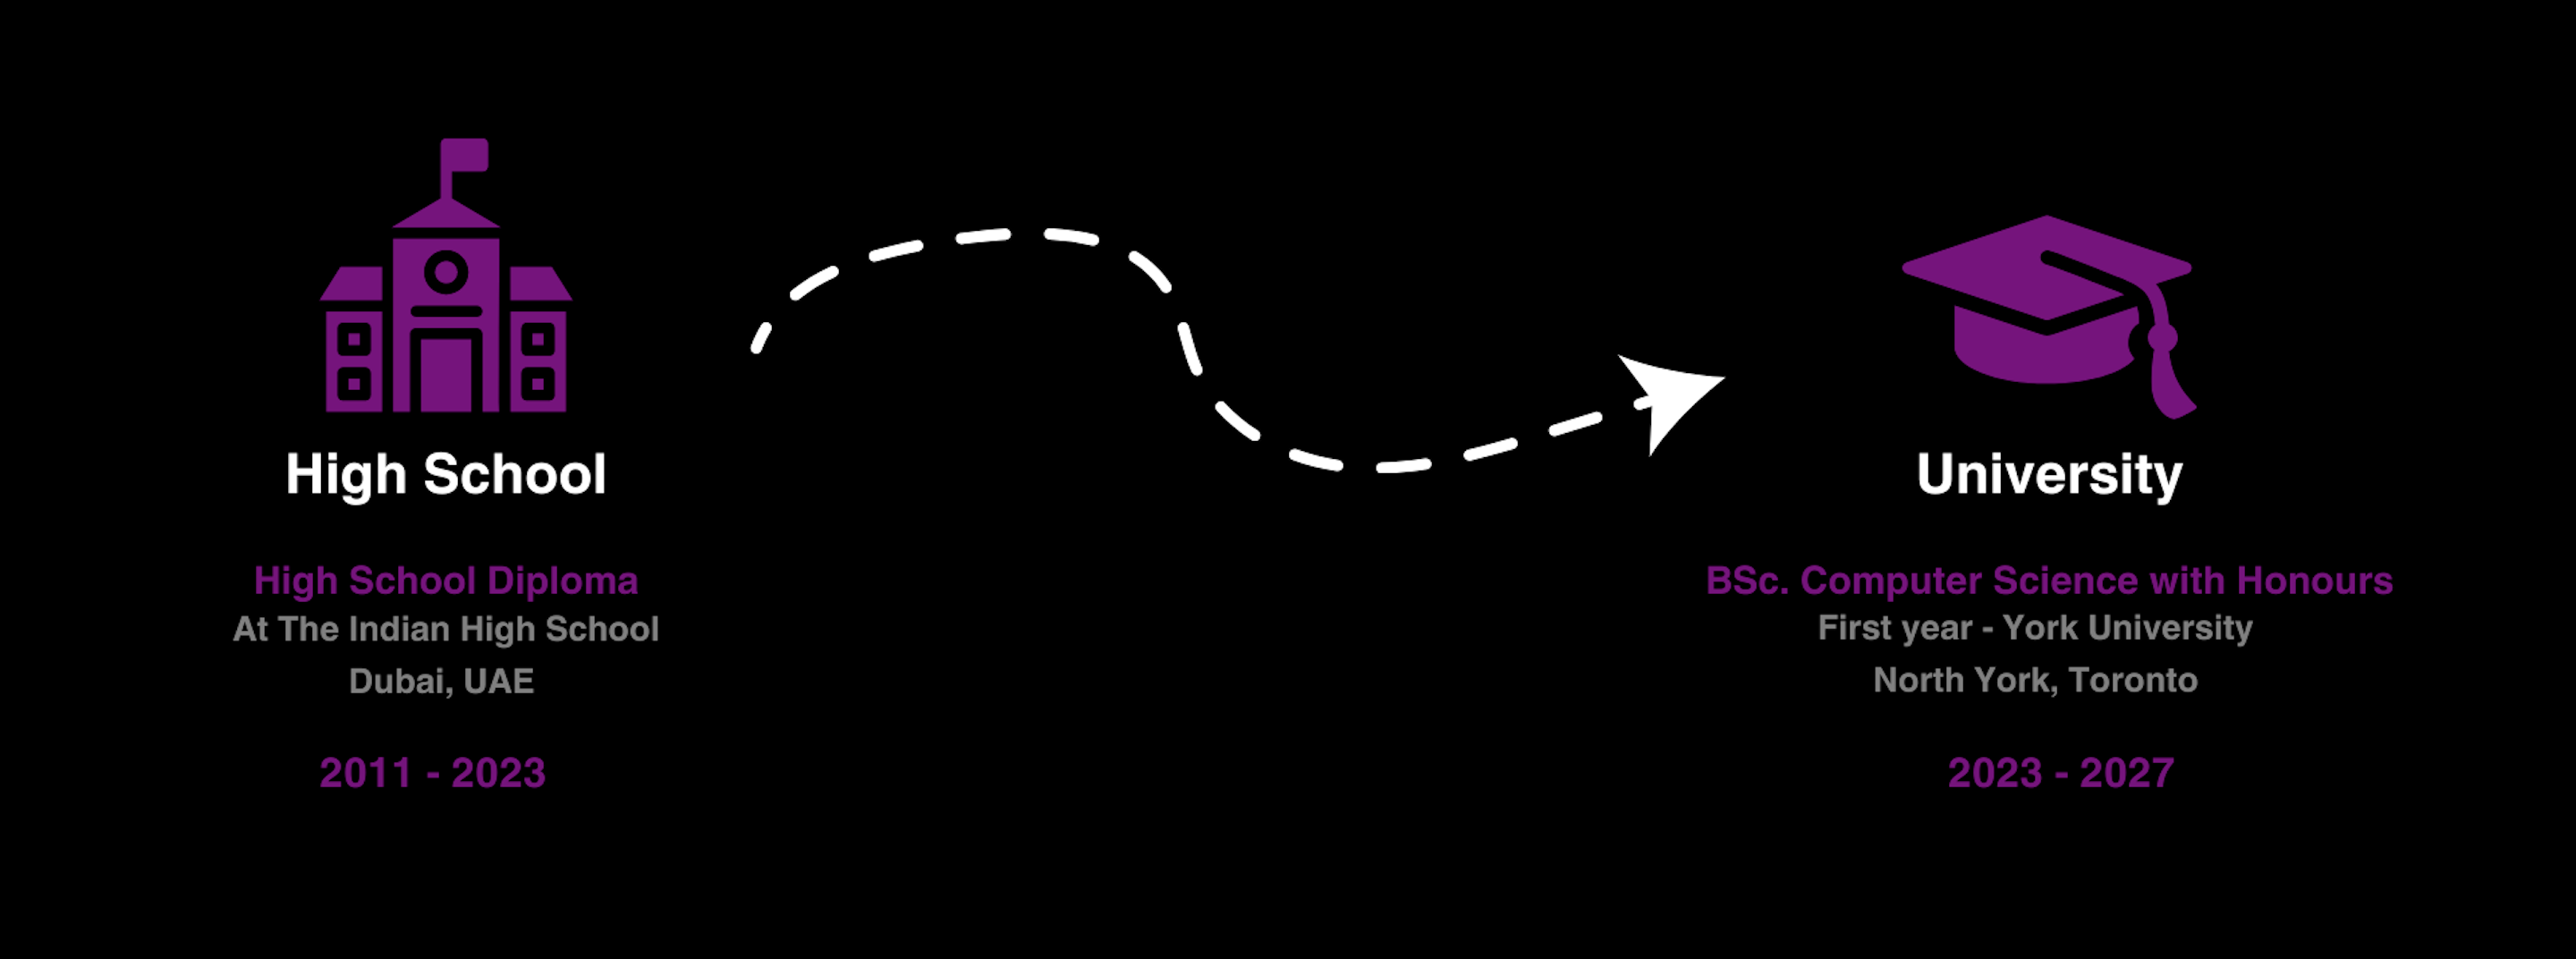 High School
High School Diploma
At The Indian High School
Dubai, UAE
2011 - 2023
University
BSc. Computer Science with Honours
First year - York University
North York, Toronto
2023 - 2027